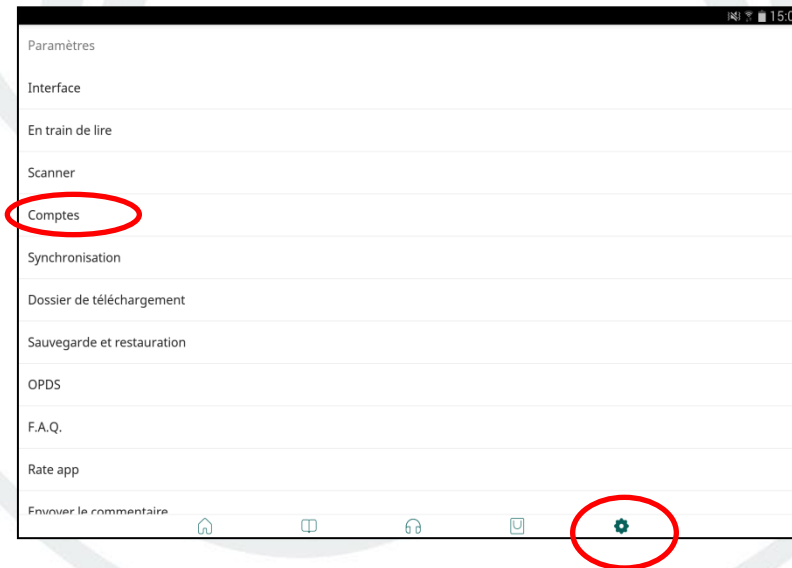 15:0
Paramètres
Interface
En train de lire
Scanner
Comptes
Synchronisation
Dossier de téléchargement
Sauvegarde et restauration
OPDS
F.A.Q.
Rate app
Envoyer le commentaire